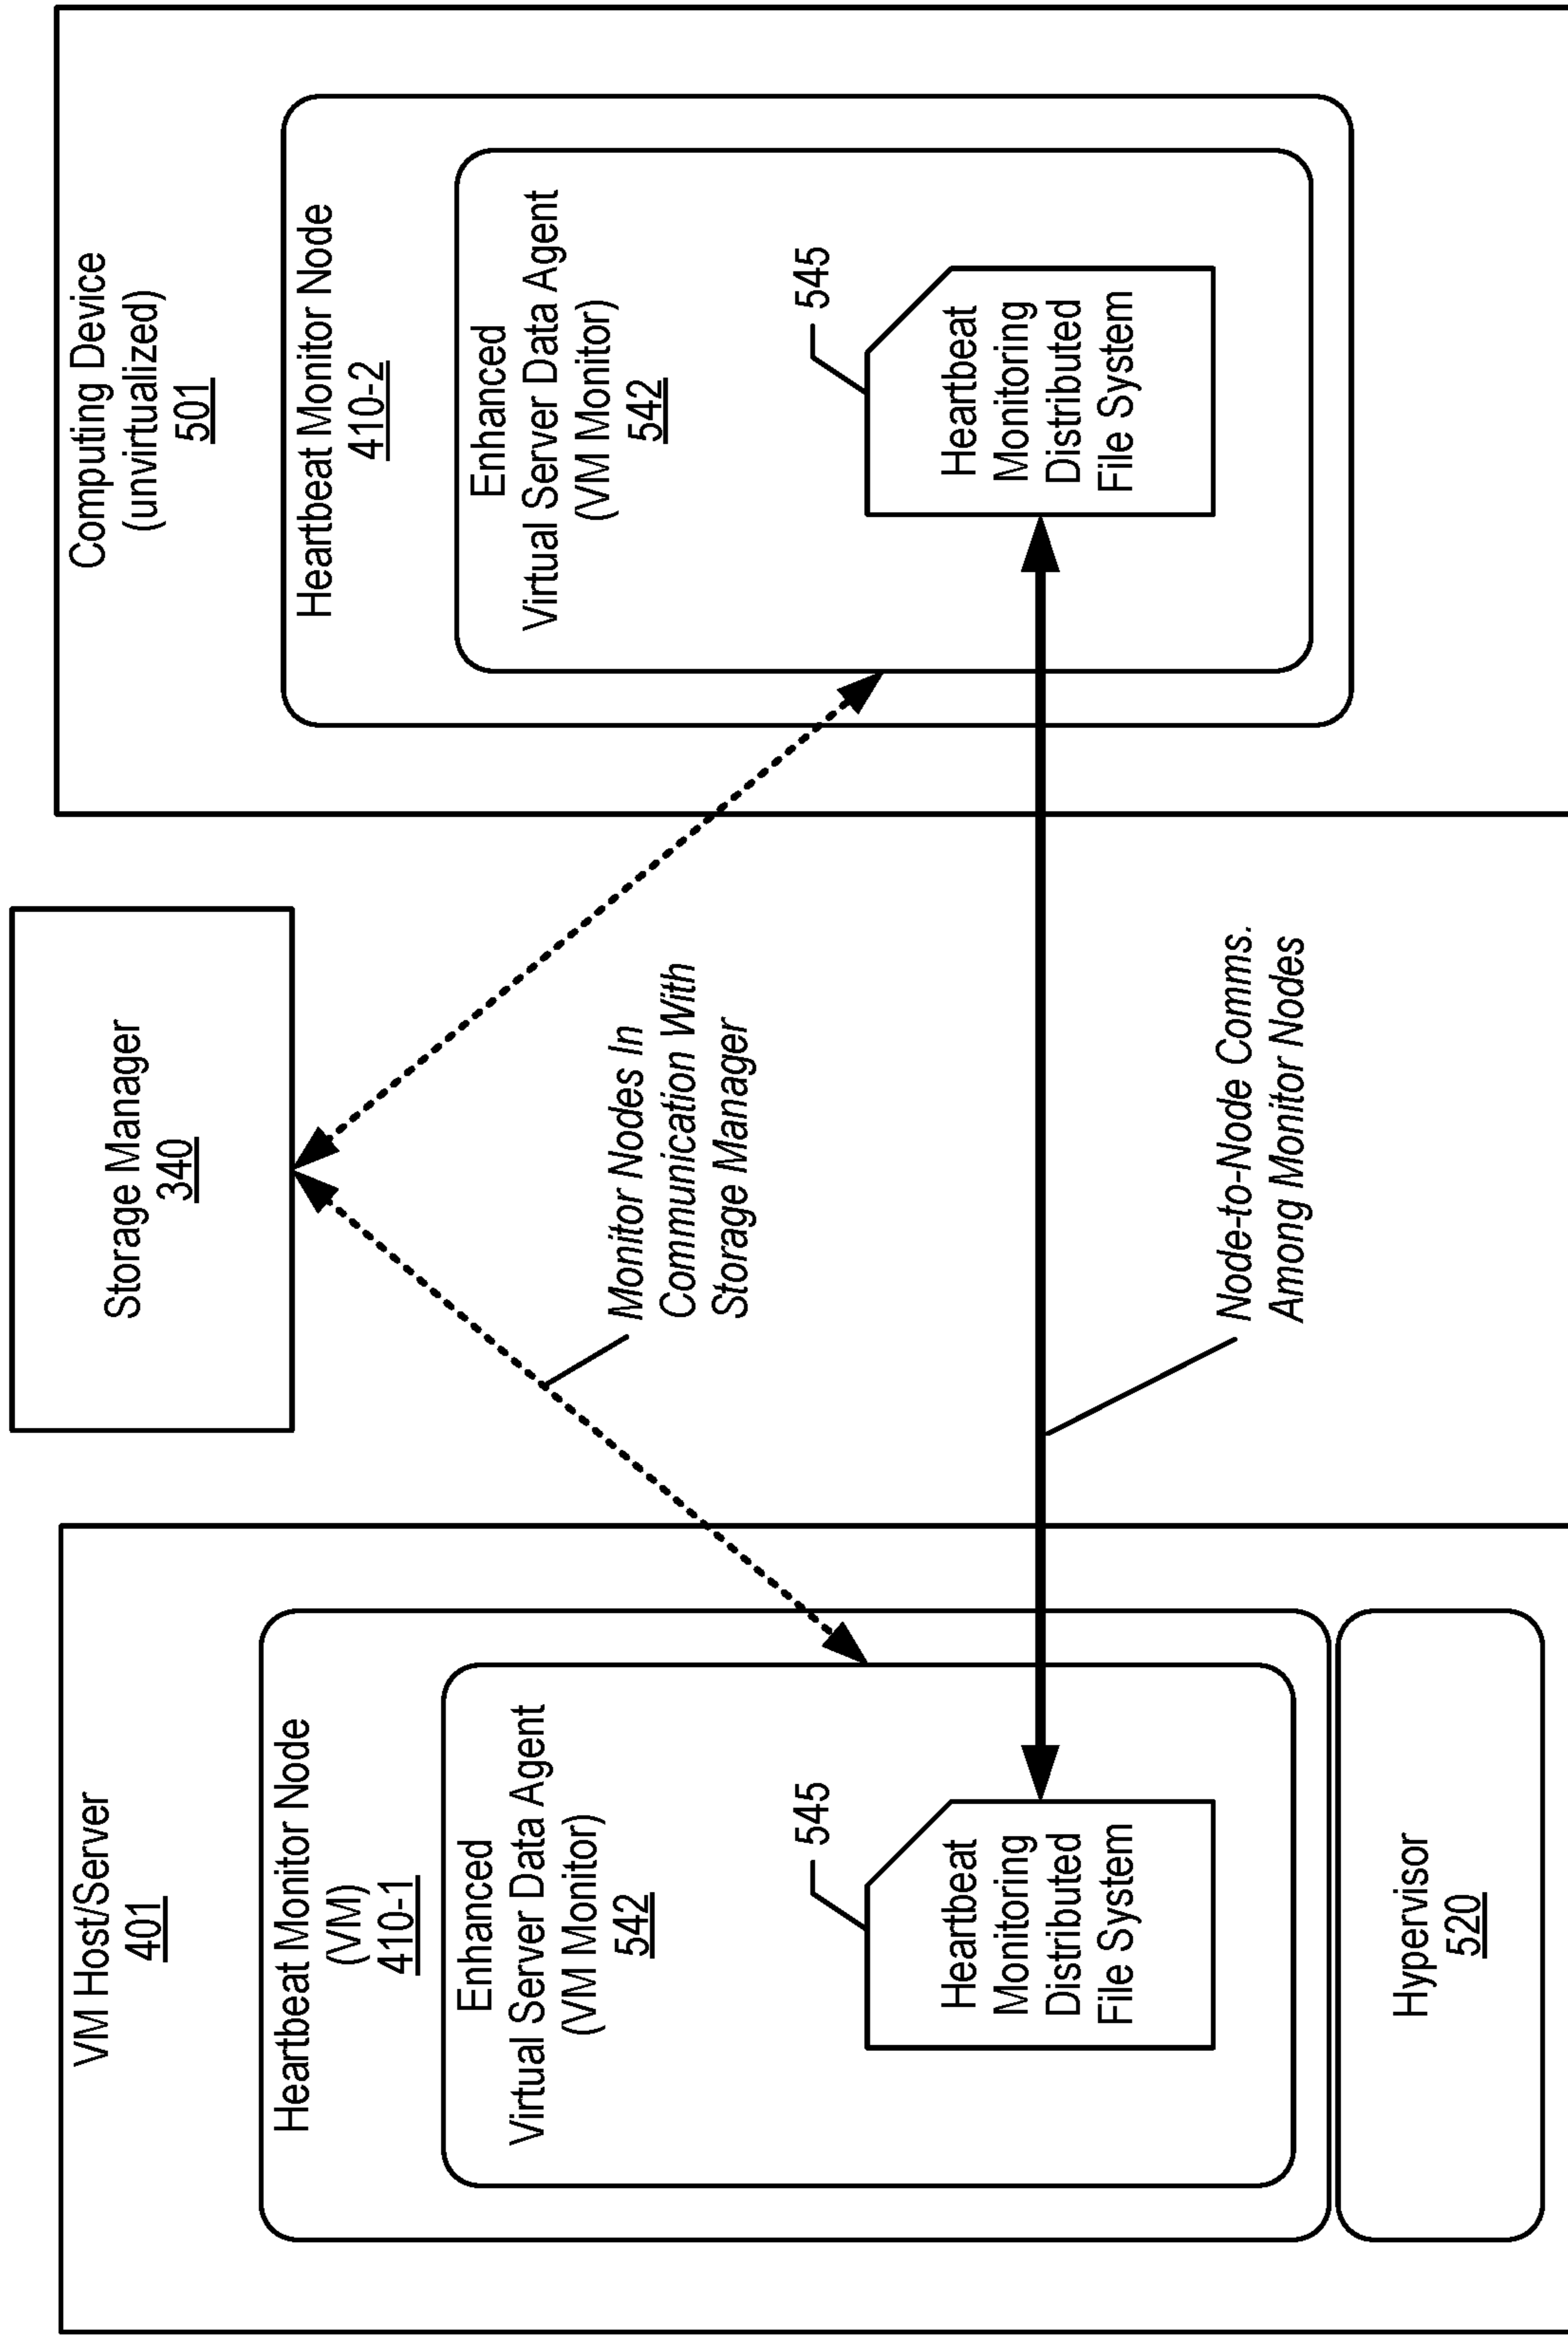 VM Host/Server
401
Heartbeat Monitor Node
(VM)
410-1
Enhanced
Virtual Server Data Agent
(VM Monitor)
542
545
Heartbeat
Monitoring
Distributed
File System
Hypervisor
520
Storage Manager
340
Monitor Nodes In
Communication With
Storage Manager
Node-to-Node Comms.
Among Monitor Nodes
Computing Device
(unvirtualized)
501
Heartbeat Monitor Node
410-2
Enhanced
Virtual Server Data Agent
(VM Monitor)
542
545
Heartbeat
Monitoring
Distributed
File System